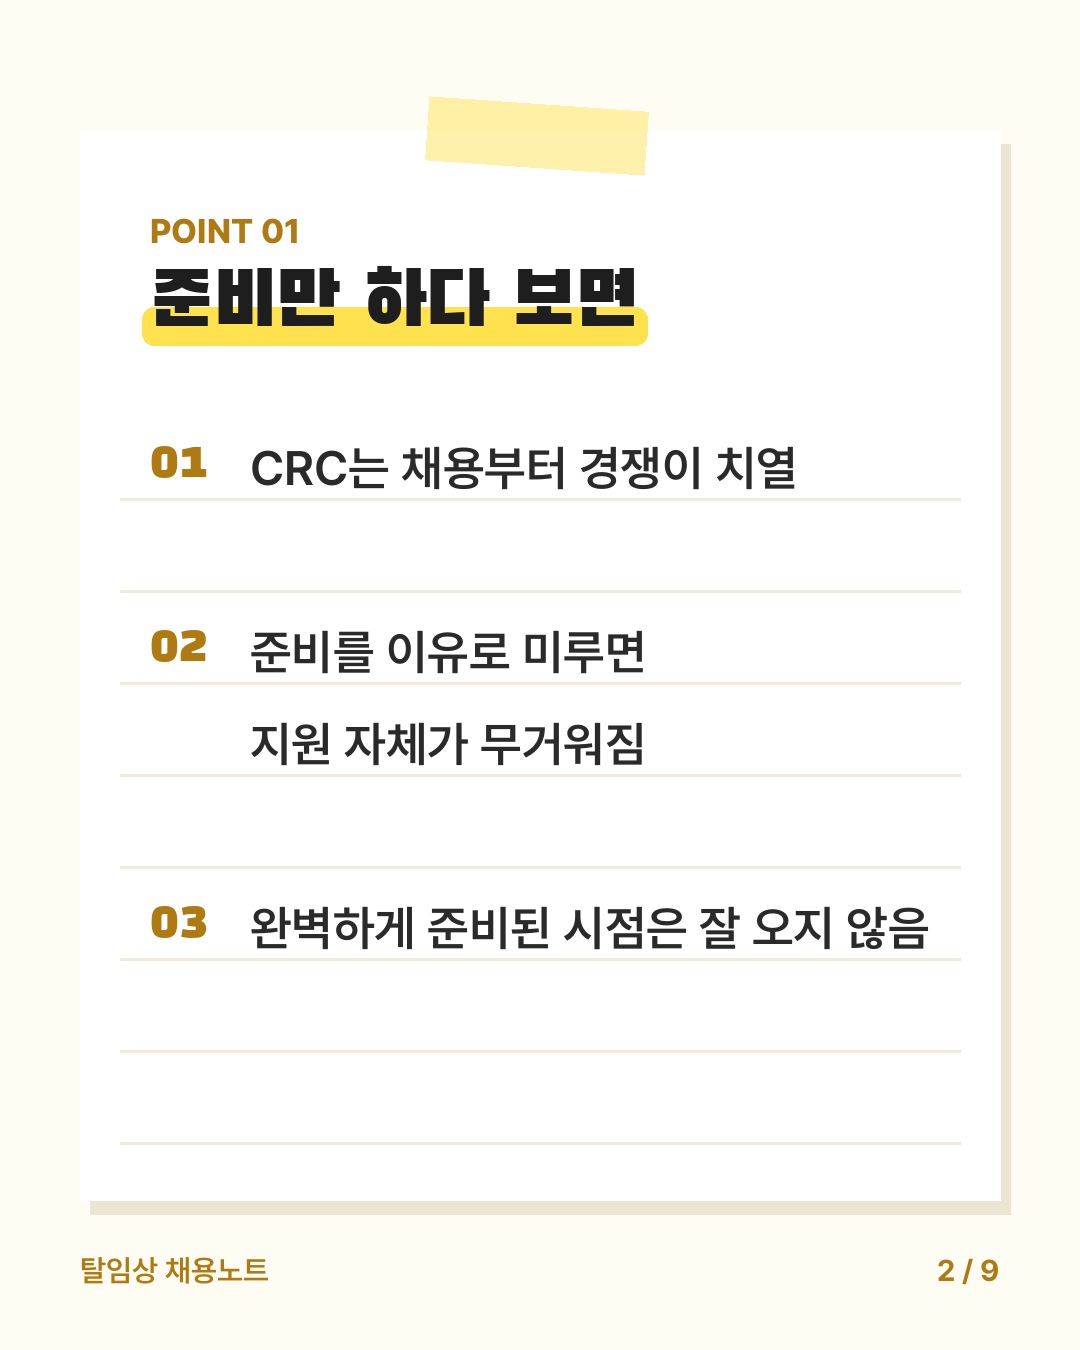 POINT 01
준비만 하다 보면
01 CRC는 채용부터 경쟁이 치열
02 준비를 이유로 미루면
지원 자체가 무거워짐
03 완벽하게 준비된 시점은 잘 오지 않음
탈임상 채용노트
2 / 9